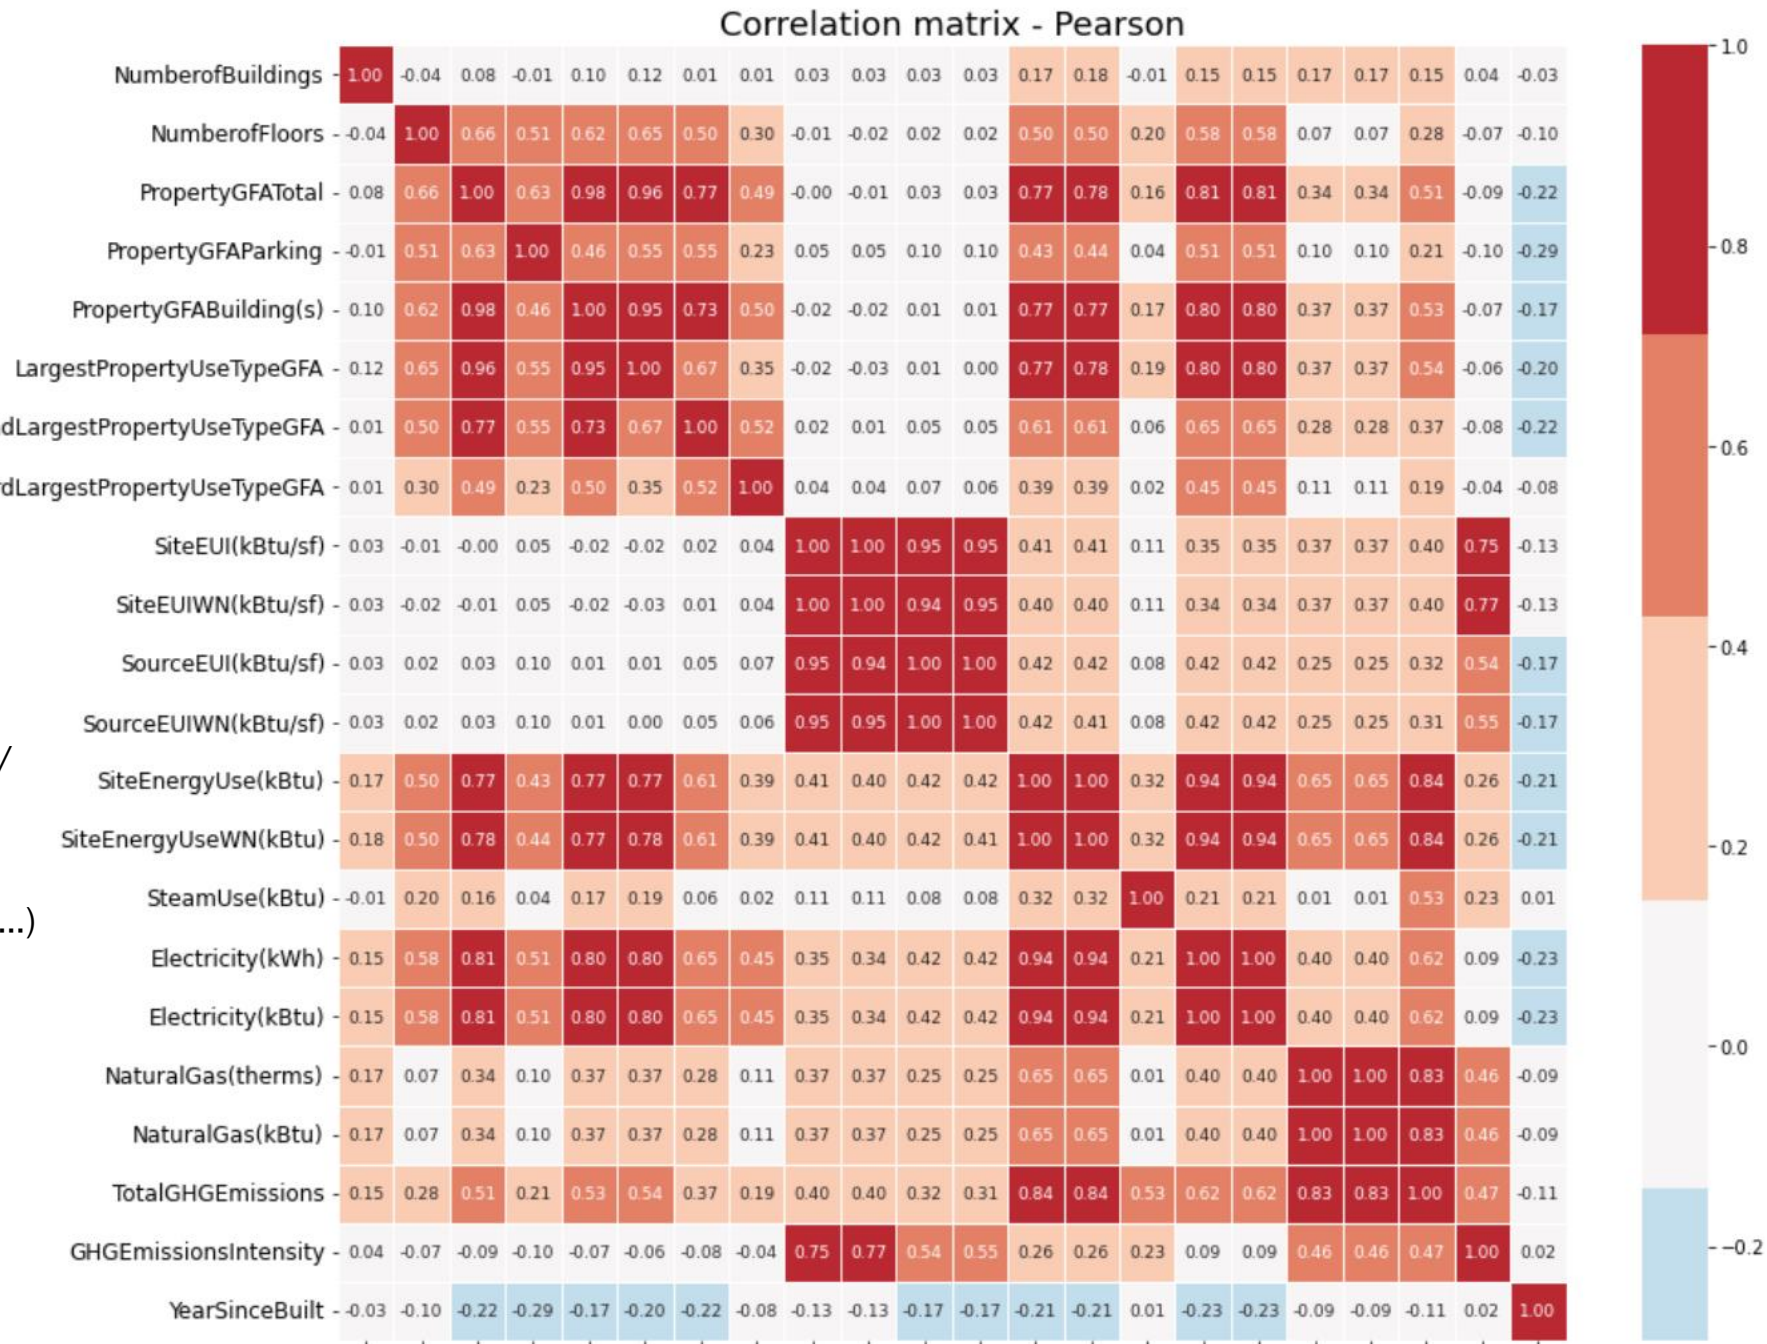 Correlation matrix - Pearson
NumberofBuildings 1.00 -0.04 0.08 -0.01 0.10 0.12 0.01 0.01 0.03 0.03 0.03 0.03 0.17 0.18 -0.01 0.15 0.15 0.17 0.17 0.15 0.04 -0.03
NumberofFloors -0.04 1.00 0.66 0.51 0.62 0.65 0.50 0.30 -0.01 -0.02 0.02 0.02 0.50 0.50 0.20 0.58 0.58 0.07 0.07 0.28 -0.07 -0.10
PropertyGFATotal 0.08 0.66 1.00 0.63 0.98 0.96 0.77 0.49 -0.00 -0.01 0.03 0.03 0.77 0.78 0.16 0.81 0.81 0.34 0.34 0.51 -0.09 -0.22
PropertyGFAParking -0.01 0.51 0.63 1.00 0.46 0.55 0.55 0.23 0.05 0.05 0.10 0.10 0.43 0.44 0.04 0.51 0.51 0.10 0.10 0.21 -0.10 -0.29
PropertyGFABuilding(s) 0.10 0.62 0.98 0.46 1.00 0.95 0.73 0.50 -0.02 -0.02 0.01 0.01 0.77 0.77 0.17 0.80 0.80 0.37 0.37 0.53 -0.07 -0.17
LargestPropertyUseTypeGFA 0.12 0.65 0.96 0.55 0.95 1.00 0.67 0.35 -0.02 -0.03 0.01 0.00 0.77 0.78 0.19 0.80 0.80 0.37 0.37 0.54 -0.06 -0.20
dLargestPropertyUseTypeGFA 0.01 0.50 0.77 0.55 0.73 0.67 1.00 0.52 0.02 0.01 0.05 0.05 0.61 0.61 0.06 0.65 0.65 0.28 0.28 0.37 -0.08 -0.22
rdLargestPropertyUseTypeGFA 0.01 0.30 0.49 0.23 0.50 0.35 0.52 1.00 0.04 0.04 0.07 0.06 0.39 0.39 0.02 0.45 0.45 0.11 0.11 0.19 -0.04 -0.08
SiteEUI(kBtu/sf) 0.03 -0.01 -0.00 0.05 -0.02 -0.02 0.02 0.04 1.00 1.00 0.95 0.95 0.41 0.41 0.11 0.35 0.35 0.37 0.37 0.40 0.75 -0.13
SiteEUIWN(kBtu/sf) 0.03 -0.02 -0.01 0.05 -0.02 -0.03 0.01 0.04 1.00 1.00 0.94 0.95 0.40 0.40 0.11 0.34 0.34 0.37 0.37 0.40 0.77 -0.13
SourceEUI(kBtu/sf) 0.03 0.02 0.03 0.10 0.01 0.01 0.05 0.07 0.95 0.94 1.00 1.00 0.42 0.42 0.08 0.42 0.42 0.25 0.25 0.32 0.54 -0.17
SourceEUIWN(kBtu/sf) 0.03 0.02 0.03 0.10 0.01 0.00 0.05 0.06 0.95 0.95 1.00 1.00 0.42 0.41 0.08 0.42 0.42 0.25 0.25 0.31 0.55 -0.17
/
SiteEnergyUse(kBtu) 0.17 0.50 0.77 0.43 0.77 0.77 0.61 0.39 0.41 0.40 0.42 0.42 1.00 1.00 0.32 0.94 0.94 0.65 0.65 0.84 0.26 -0.21
SiteEnergyUseWN(kBtu) 0.18 0.50 0.78 0.44 0.77 0.78 0.61 0.39 0.41 0.40 0.42 0.41 1.00 1.00 0.32 0.94 0.94 0.65 0.65 0.84 0.26 -0.21
SteamUse(kBtu) -0.01 0.20 0.16 0.04 0.17 0.19 0.06 0.02 0.11 0.11 0.08 0.08 0.32 0.32 1.00 0.21 0.21 0.01 0.01 0.53 0.23 0.01
...)
Electricity(kWh) 0.15 0.58 0.81 0.51 0.80 0.80 0.65 0.45 0.35 0.34 0.42 0.42 0.94 0.94 0.21 1.00 1.00 0.40 0.40 0.62 0.09 -0.23
Electricity(kBtu) 0.15 0.58 0.81 0.51 0.80 0.80 0.65 0.45 0.35 0.34 0.42 0.42 0.94 0.94 0.21 1.00 1.00 0.40 0.40 0.62 0.09 -0.23
NaturalGas(therms) 0.17 0.07 0.34 0.10 0.37 0.37 0.28 0.11 0.37 0.37 0.25 0.25 0.65 0.65 0.01 0.40 0.40 1.00 1.00 0.83 0.46 -0.09
NaturalGas(kBtu) 0.17 0.07 0.34 0.10 0.37 0.37 0.28 0.11 0.37 0.37 0.25 0.25 0.65 0.65 0.01 0.40 0.40 1.00 1.00 0.83 0.46 -0.09
TotalGHGEmissions 0.15 0.28 0.51 0.21 0.53 0.54 0.37 0.19 0.40 0.40 0.32 0.31 0.84 0.84 0.53 0.62 0.62 0.83 0.83 1.00 0.47 -0.11
GHGEmissionsIntensity 0.04 -0.07 -0.09 -0.10 -0.07 -0.06 -0.08 -0.04 0.75 0.77 0.54 0.55 0.26 0.26 0.23 0.09 0.09 0.46 0.46 0.47 1.00 0.02
YearSinceBuilt -0.03 -0.10 -0.22 -0.29 -0.17 -0.20 -0.22 -0.08 -0.13 -0.13 -0.17 -0.17 -0.21 -0.21 0.01 -0.23 -0.23 -0.09 -0.09 -0.11 0.02 1.00
1.0
0.8
0.6
0.4
0.2
0.0
−0.2